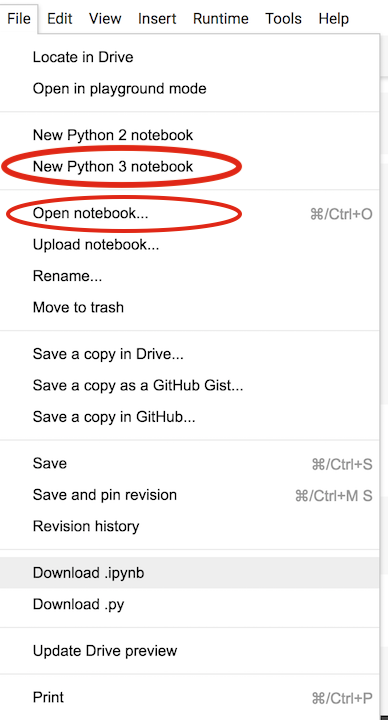 File Edit View Insert Runtime Tools Help
Locate in Drive
Open in playground mode
New Python 2 notebook
New Python 3 notebook
Open notebook... ⌘/Ctrl+O
Upload notebook...
Rename...
Move to trash
Save a copy in Drive...
Save a copy as a GitHub Gist...
Save a copy in GitHub...
Save ⌘/Ctrl+S
Save and pin revision ⌘/Ctrl+M S
Revision history
Download .ipynb
Download .py
Update Drive preview
Print ⌘/Ctrl+P